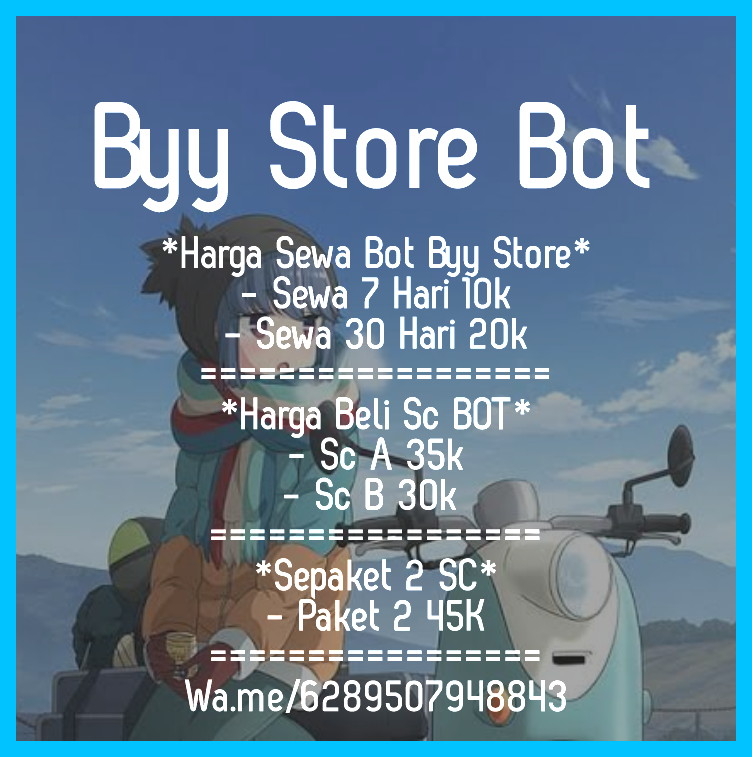 Byy Store Bot
*Harga Sewa Bot Byy Store*
- Sewa 7 Hari 10k
- Sewa 30 Hari 20k
==================
*Harga Beli Sc BOT*
- Sc A 35k
- Sc B 30k
=================
*Sepaket 2 SC*
- Paket 2 45K
=================
Wa.me/6289507948843